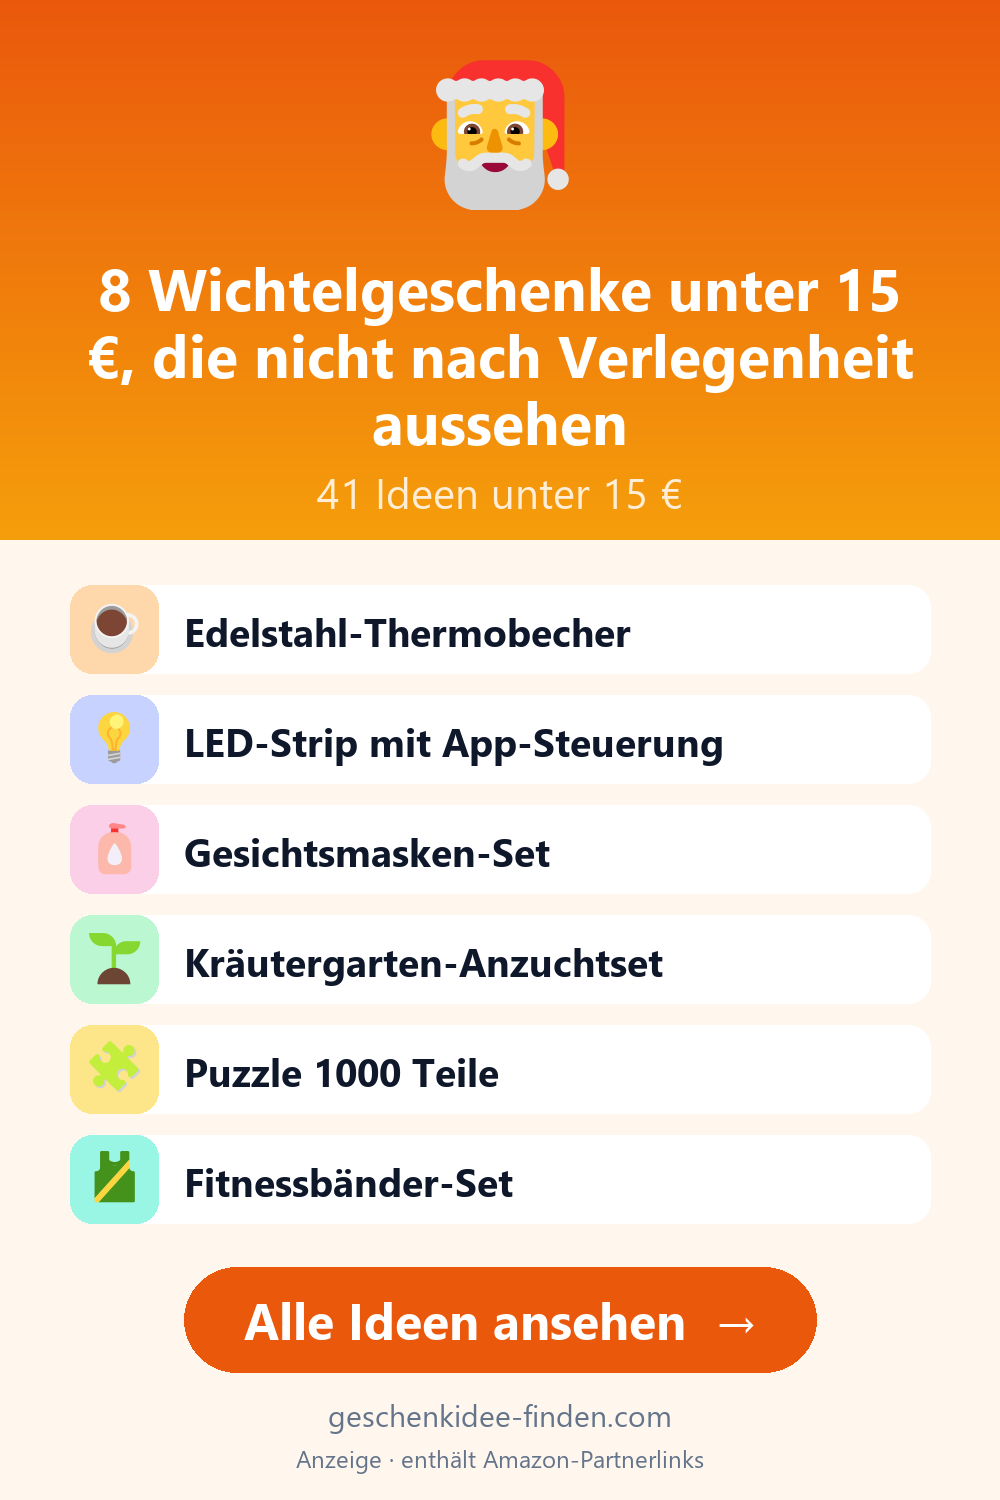 8 Wichtelgeschenke unter 15
€, die nicht nach Verlegenheit
aussehen
41 Ideen unter 15 €
Edelstahl-Thermobecher
LED-Strip mit App-Steuerung
Gesichtsmasken-Set
Kräutergarten-Anzuchtset
Puzzle 1000 Teile
Fitnessbänder-Set
Alle Ideen ansehen →
geschenkidee-finden.com
Anzeige · enthält Amazon-Partnerlinks